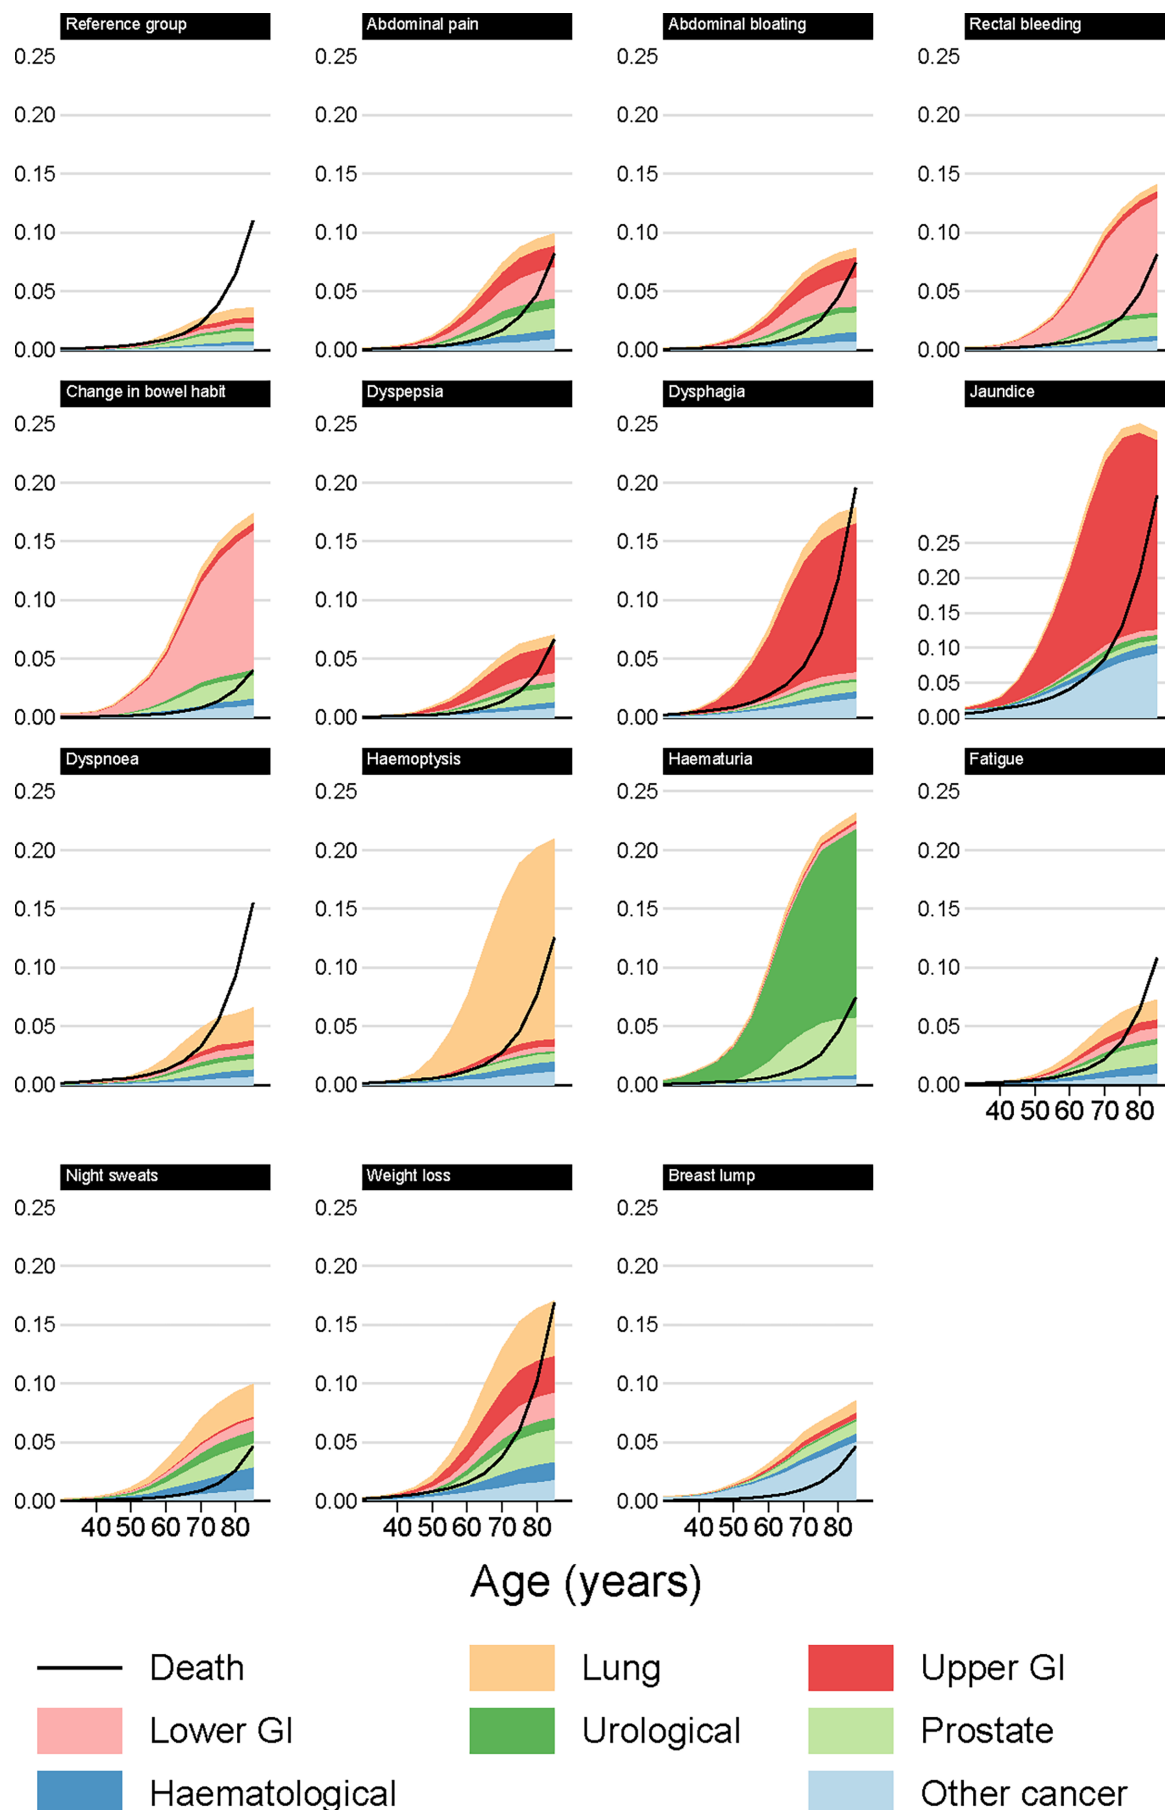 Reference group Abdominal pain Abdominal bloating Rectal bleeding
0.25 0.25 0.25 0.25
0.20 0.20 0.20 0.20
0.15 0.15 0.15 0.15
0.10 0.10 0.10 0.10
0.05 0.05 0.05 0.05
0.00 0.00 0.00 0.00
Change in bowel habit Dyspepsia Dysphagia Jaundice
0.25 0.25 0.25
0.20 0.20 0.20
0.15 0.15 0.15 0.25
0.10 0.10 0.10 0.20
0.15
0.05 0.05 0.05 0.10
0.05
0.00 0.00 0.00 0.00
Dyspnoea Haemoptysis Haematuria Fatigue
0.25 0.25 0.25 0.25
0.20 0.20 0.20 0.20
0.15 0.15 0.15 0.15
0.10 0.10 0.10 0.10
0.05 0.05 0.05 0.05
0.00 0.00 0.00 0.00
40 50 60 70 80
Night sweats Weight loss Breast lump
0.25 0.25 0.25
0.20 0.20 0.20
0.15 0.15 0.15
0.10 0.10 0.10
0.05 0.05 0.05
0.00 0.00 0.00
40 50 60 70 80 40 50 60 70 80 40 50 60 70 80
Age (years)
Death Lung Upper GI
Lower GI Urological Prostate
Haematological Other cancer